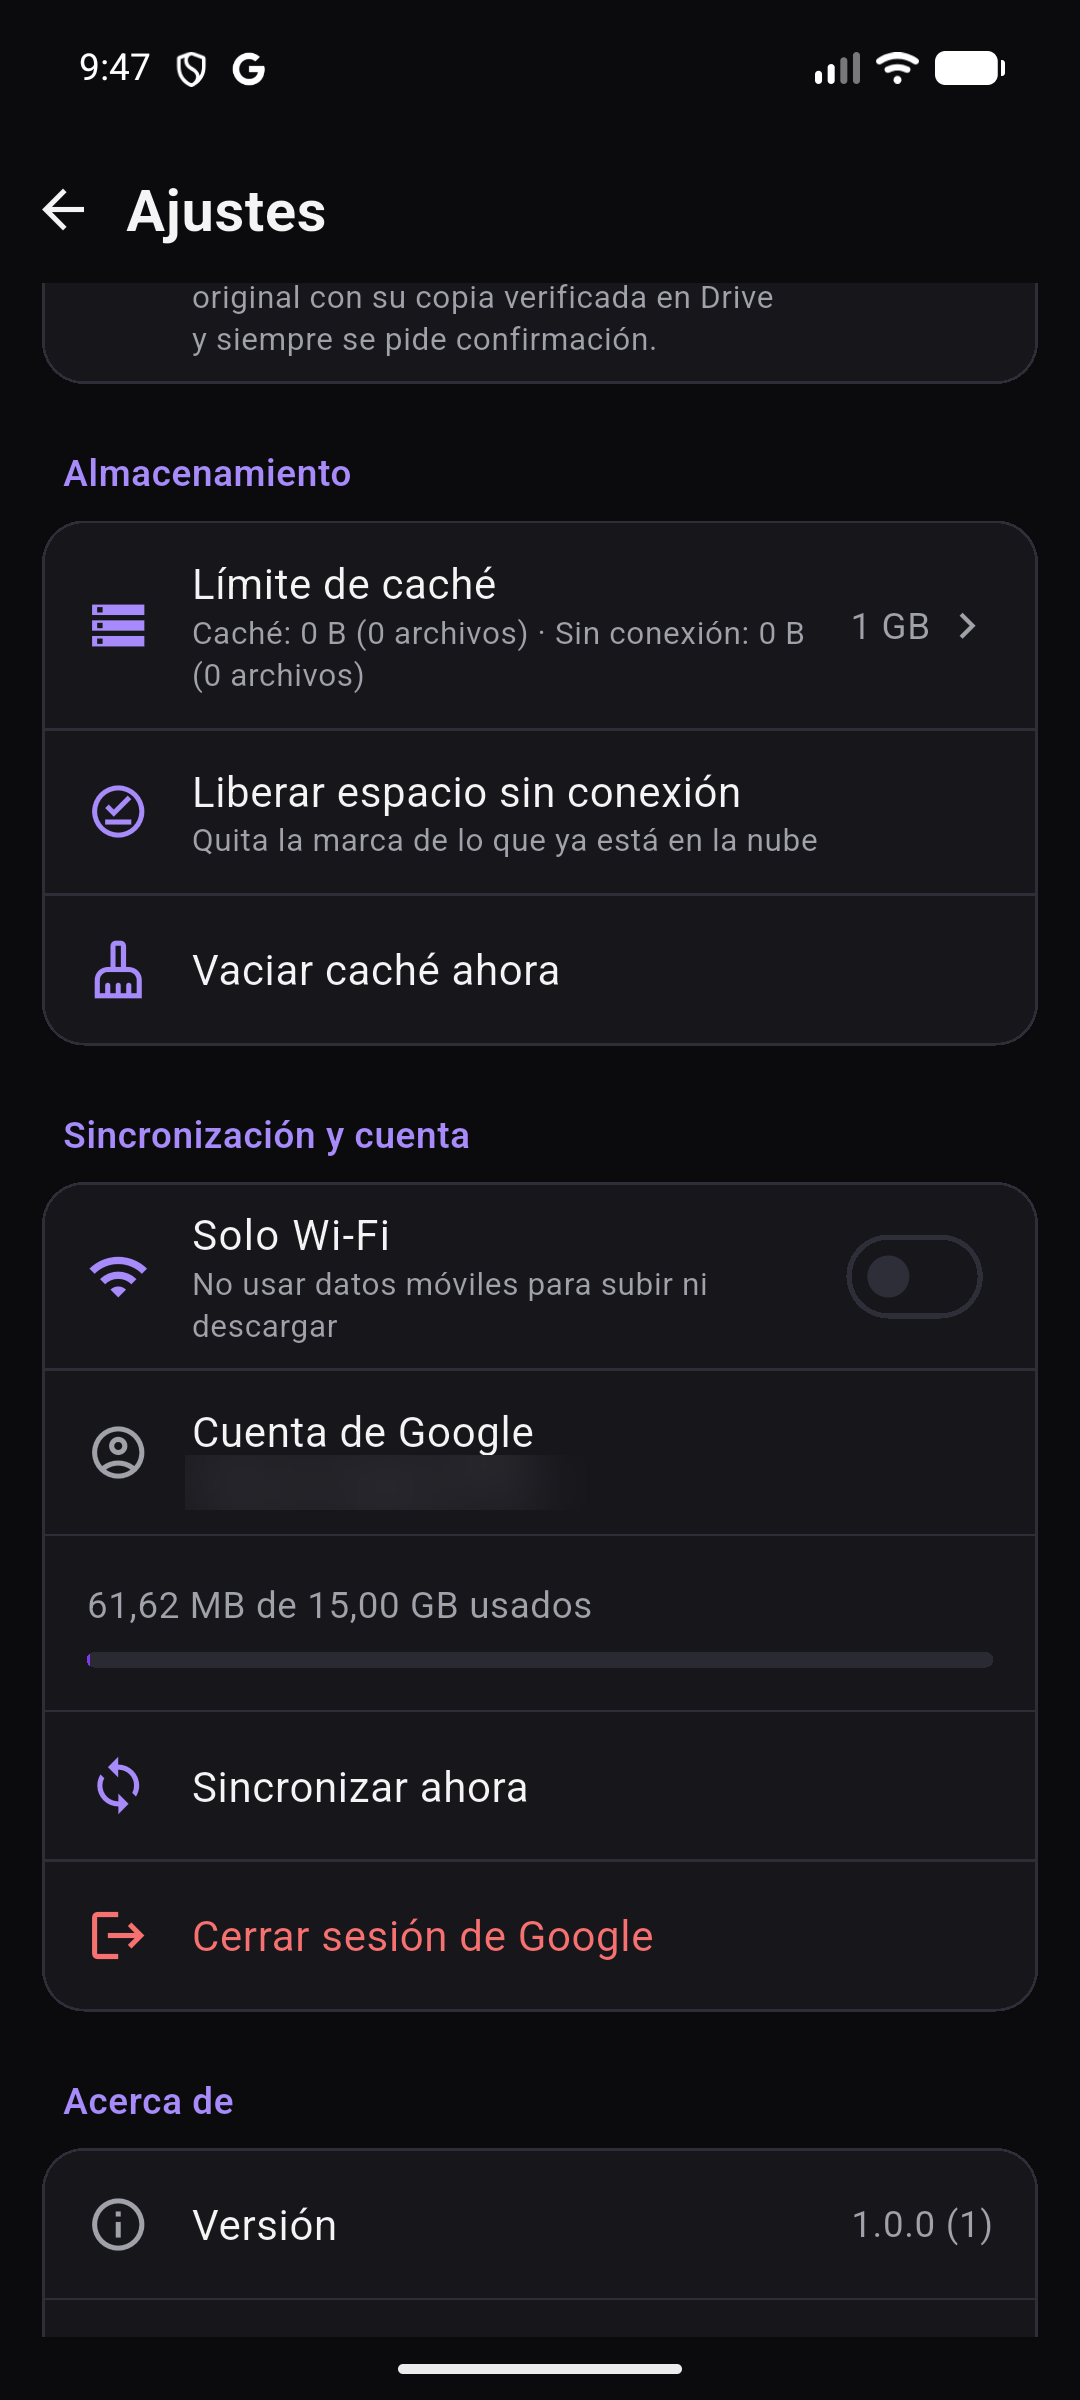 9:47
Ajustes
original con su copia verificada en Drive
y siempre se pide confirmación.
Almacenamiento
Límite de caché
Caché: 0 B (0 archivos) · Sin conexión: 0 B
(0 archivos)
1 GB
Liberar espacio sin conexión
Quita la marca de lo que ya está en la nube
Vaciar caché ahora
Sincronización y cuenta
Solo Wi-Fi
No usar datos móviles para subir ni
descargar
Cuenta de Google
61,62 MB de 15,00 GB usados
Sincronizar ahora
Cerrar sesión de Google
Acerca de
Versión
1.0.0 (1)